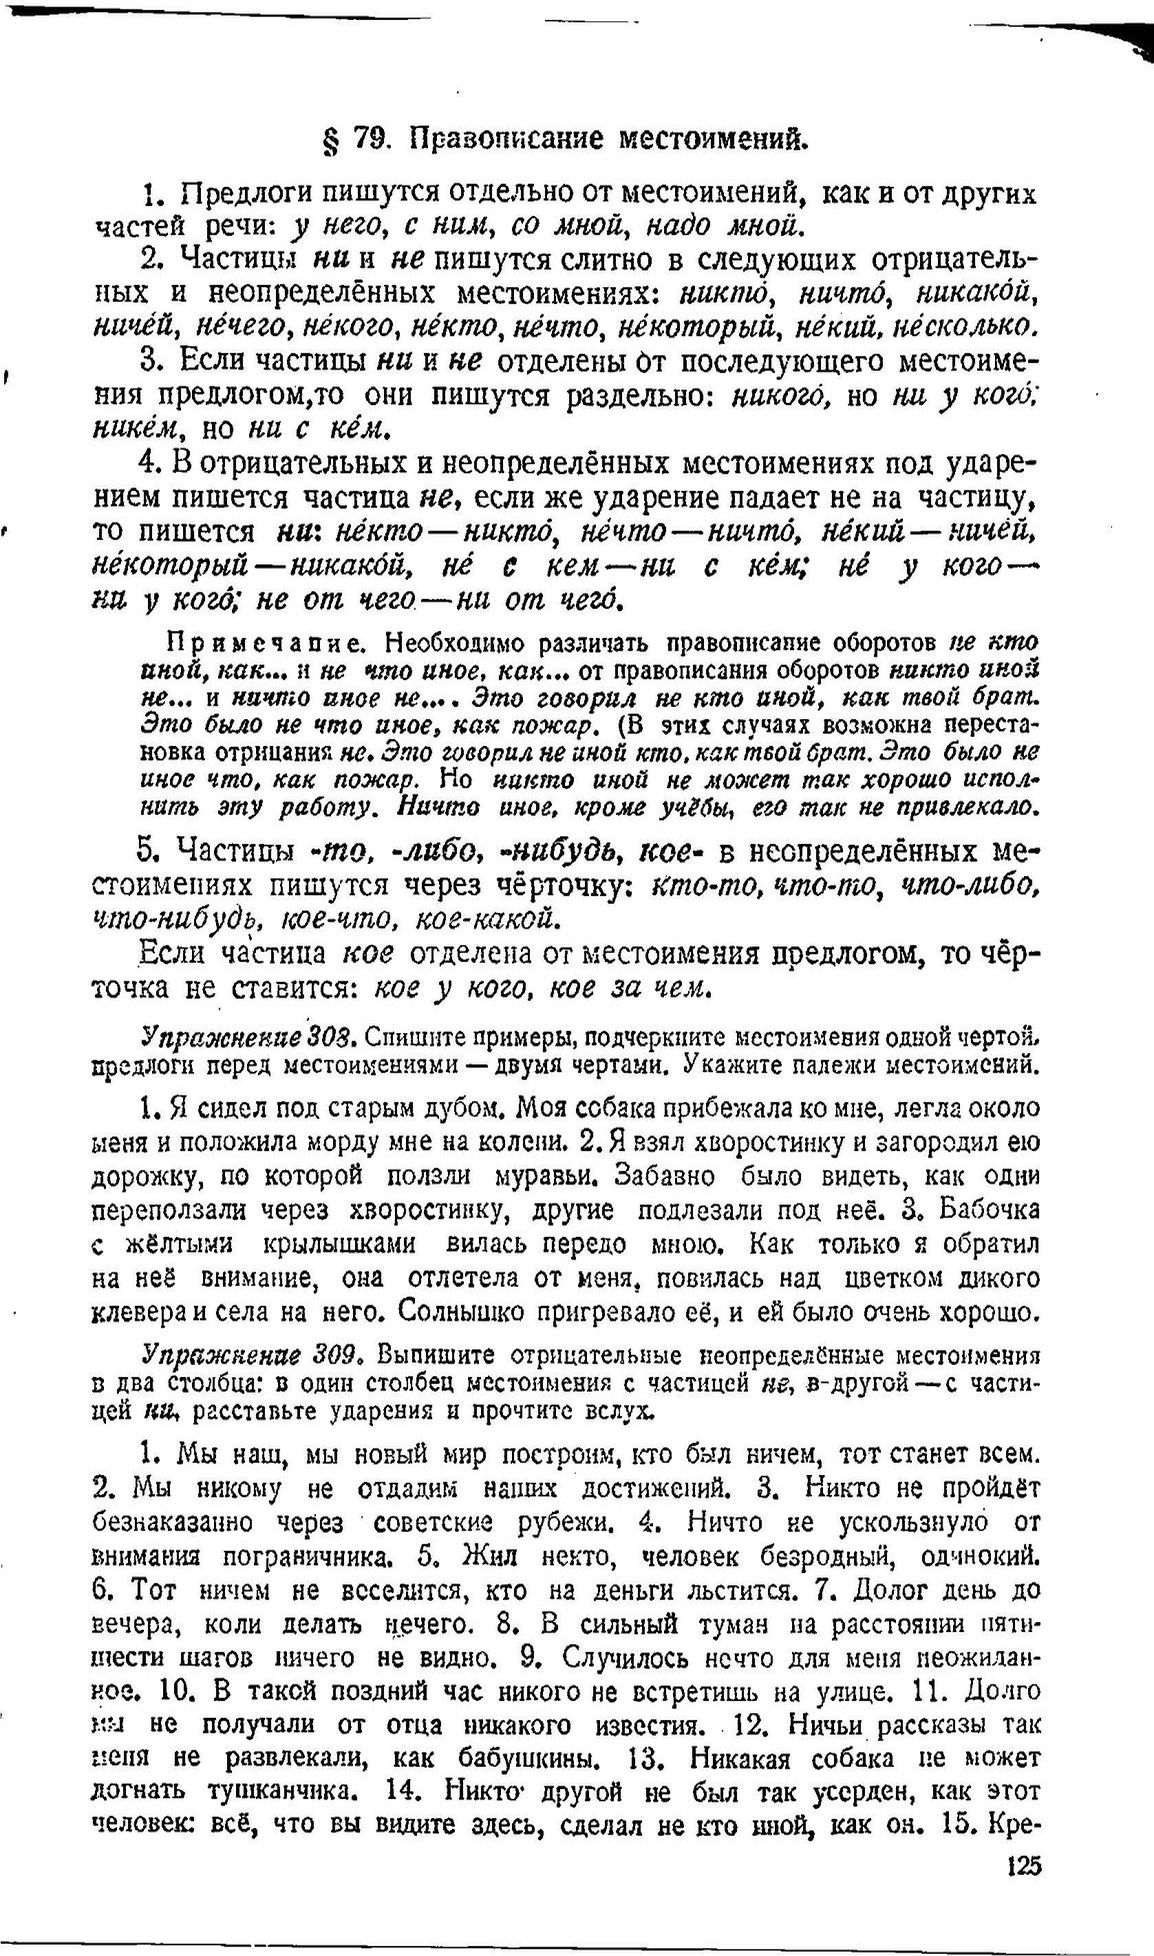 § 79. Правописание местоимений.
1. Предлоги пишутся отдельно от местоимений, как и от других
частей речи: у него, с ним, со мной, надо мной.
2. Частицы ни и не пишутся слитно в следующих отрицатель-
ных и неопределённых местоимениях: никто́, ничто́, никако́й,
ниче́й, не́чего, не́кого, не́кто, не́что, не́который, не́кий, не́сколько.
3. Если частицы ни и не отделены от последующего местоиме-
ния предлогом,то они пишутся раздельно: никого́, но ни у кого́;
нике́м, но ни с ке́м.
4. В отрицательных и неопределённых местоимениях под ударе-
нием пишется частица не, если же ударение падает не на частицу,
то пишется ни: не́кто — никто́, не́что — ничто́, не́кий — ниче́й,
не́который — никако́й, не́ с кем — ни с ке́м; не́ у кого —
ни у кого́; не от чего — ни от чего́.
Примечание. Необходимо различать правописание оборотов не кто
иной, как... и не что иное, как... от правописания оборотов никто иной
не... и ничто иное не.... Это говорил не кто иной, как твой брат.
Это было не что иное, как пожар. (В этих случаях возможна переста-
новка отрицания не. Это говорил не иной кто, как твой брат. Это было не
иное что, как пожар. Но никто иной не может так хорошо испол-
нить эту работу. Ничто иное, кроме учёбы, его так не привлекало.
5. Частицы -то, -либо, -нибудь, кое- в неопределённых ме-
стоимениях пишутся через чёрточку: кто-то, что-то, что-либо,
что-нибудь, кое-что, кое-какой.
Если частица кое отделена от местоимения предлогом, то чёр-
точка не ставится: кое у кого, кое за чем.
Упражнение 308. Спишите примеры, подчеркните местоимения одной чертой,
предлоги перед местоимениями — двумя чертами. Укажите падежи местоимений.
1. Я сидел под старым дубом. Моя собака прибежала ко мне, легла около
меня и положила морду мне на колени. 2. Я взял хворостинку и загородил ею
дорожку, по которой ползли муравьи. Забавно было видеть, как одни
переползали через хворостинку, другие подлезали под неё. 3. Бабочка
с жёлтыми крылышками вилась передо мною. Как только я обратил
на неё внимание, она отлетела от меня, повилась над цветком дикого
клевера и села на него. Солнышко пригревало её, и ей было очень хорошо.
Упражнение 309. Выпишите отрицательные неопределённые местоимения
в два столбца: в один столбец местоимения с частицей не, в другой — с части-
цей ни, расставьте ударения и прочтите вслух.
1. Мы наш, мы новый мир построим, кто был ничем, тот станет всем.
2. Мы никому не отдадим наших достижений. 3. Никто не пройдёт
безнаказанно через советские рубежи. 4. Ничто не ускользнуло от
внимания пограничника. 5. Жил некто, человек безродный, одинокий.
6. Тот ничем не веселится, кто на деньги льстится. 7. Долог день до
вечера, коли делать нечего. 8. В сильный туман на расстоянии пяти-
шести шагов ничего не видно. 9. Случилось нечто для меня неожидан-
ное. 10. В такой поздний час никого не встретишь на улице. 11. Долго
мы не получали от отца никакого известия. 12. Ничьи рассказы так
меня не развлекали, как бабушкины. 13. Никакая собака не может
догнать тушканчика. 14. Никто другой не был так усерден, как этот
человек: всё, что вы видите здесь, сделал не кто иной, как он. 15. Кре-
125